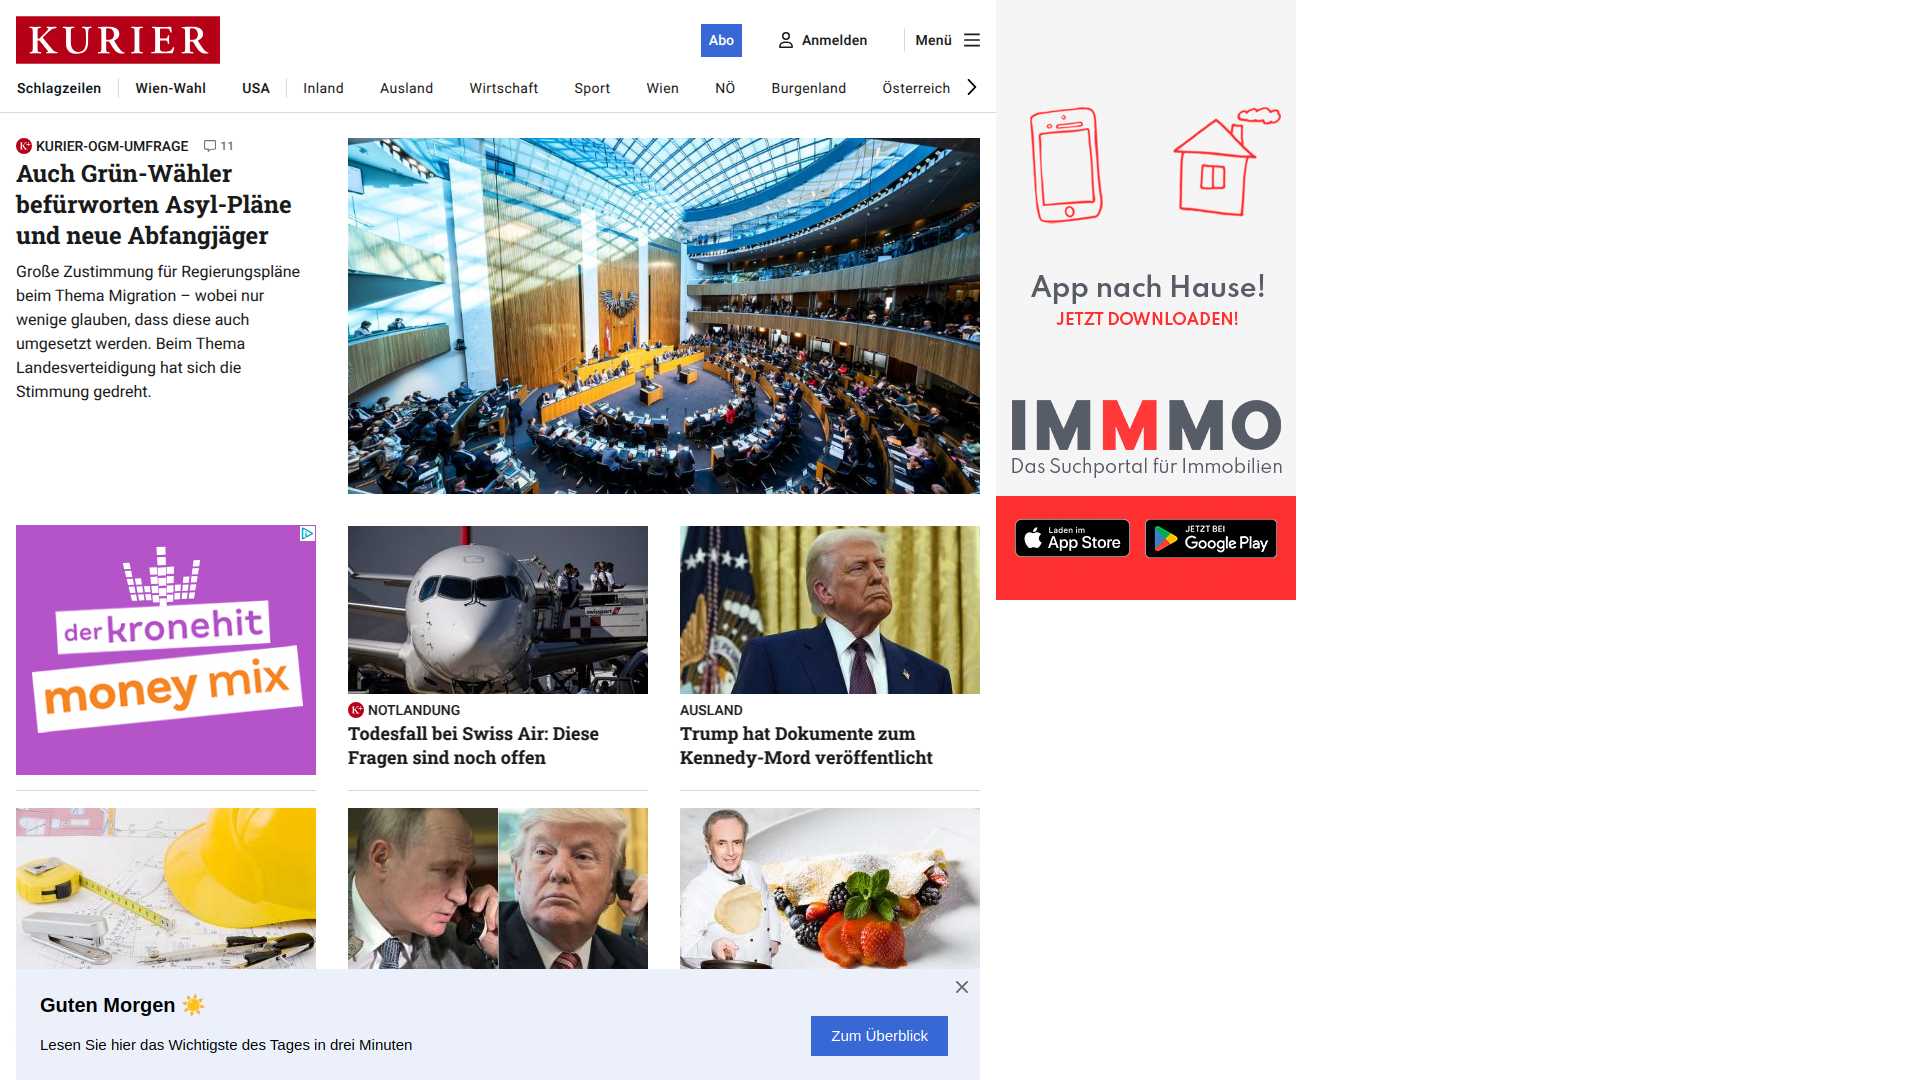 KURIER
Abo
Anmelden
Menü
Schlagzeilen
Wien-Wahl
USA
Inland
Ausland
Wirtschaft
Sport
Wien
NÖ
Burgenland
Österreich
KURIER-OGM-UMFRAGE
11
Auch Grün-Wähler
befürworten Asyl-Pläne
und neue Abfangjäger
Große Zustimmung für Regierungspläne
beim Thema Migration – wobei nur
wenige glauben, dass diese auch
umgesetzt werden. Beim Thema
Landesverteidigung hat sich die
Stimmung gedreht.
der kronehit
money mix
swissport
NOTLANDUNG
Todesfall bei Swiss Air: Diese
Fragen sind noch offen
AUSLAND
Trump hat Dokumente zum
Kennedy-Mord veröffentlicht
App nach Hause!
JETZT DOWNLOADEN!
IMMMO
Das Suchportal für Immobilien
Laden im
App Store
JETZT BEI
Google Play
Guten Morgen ☀️
Lesen Sie hier das Wichtigste des Tages in drei Minuten
Zum Überblick